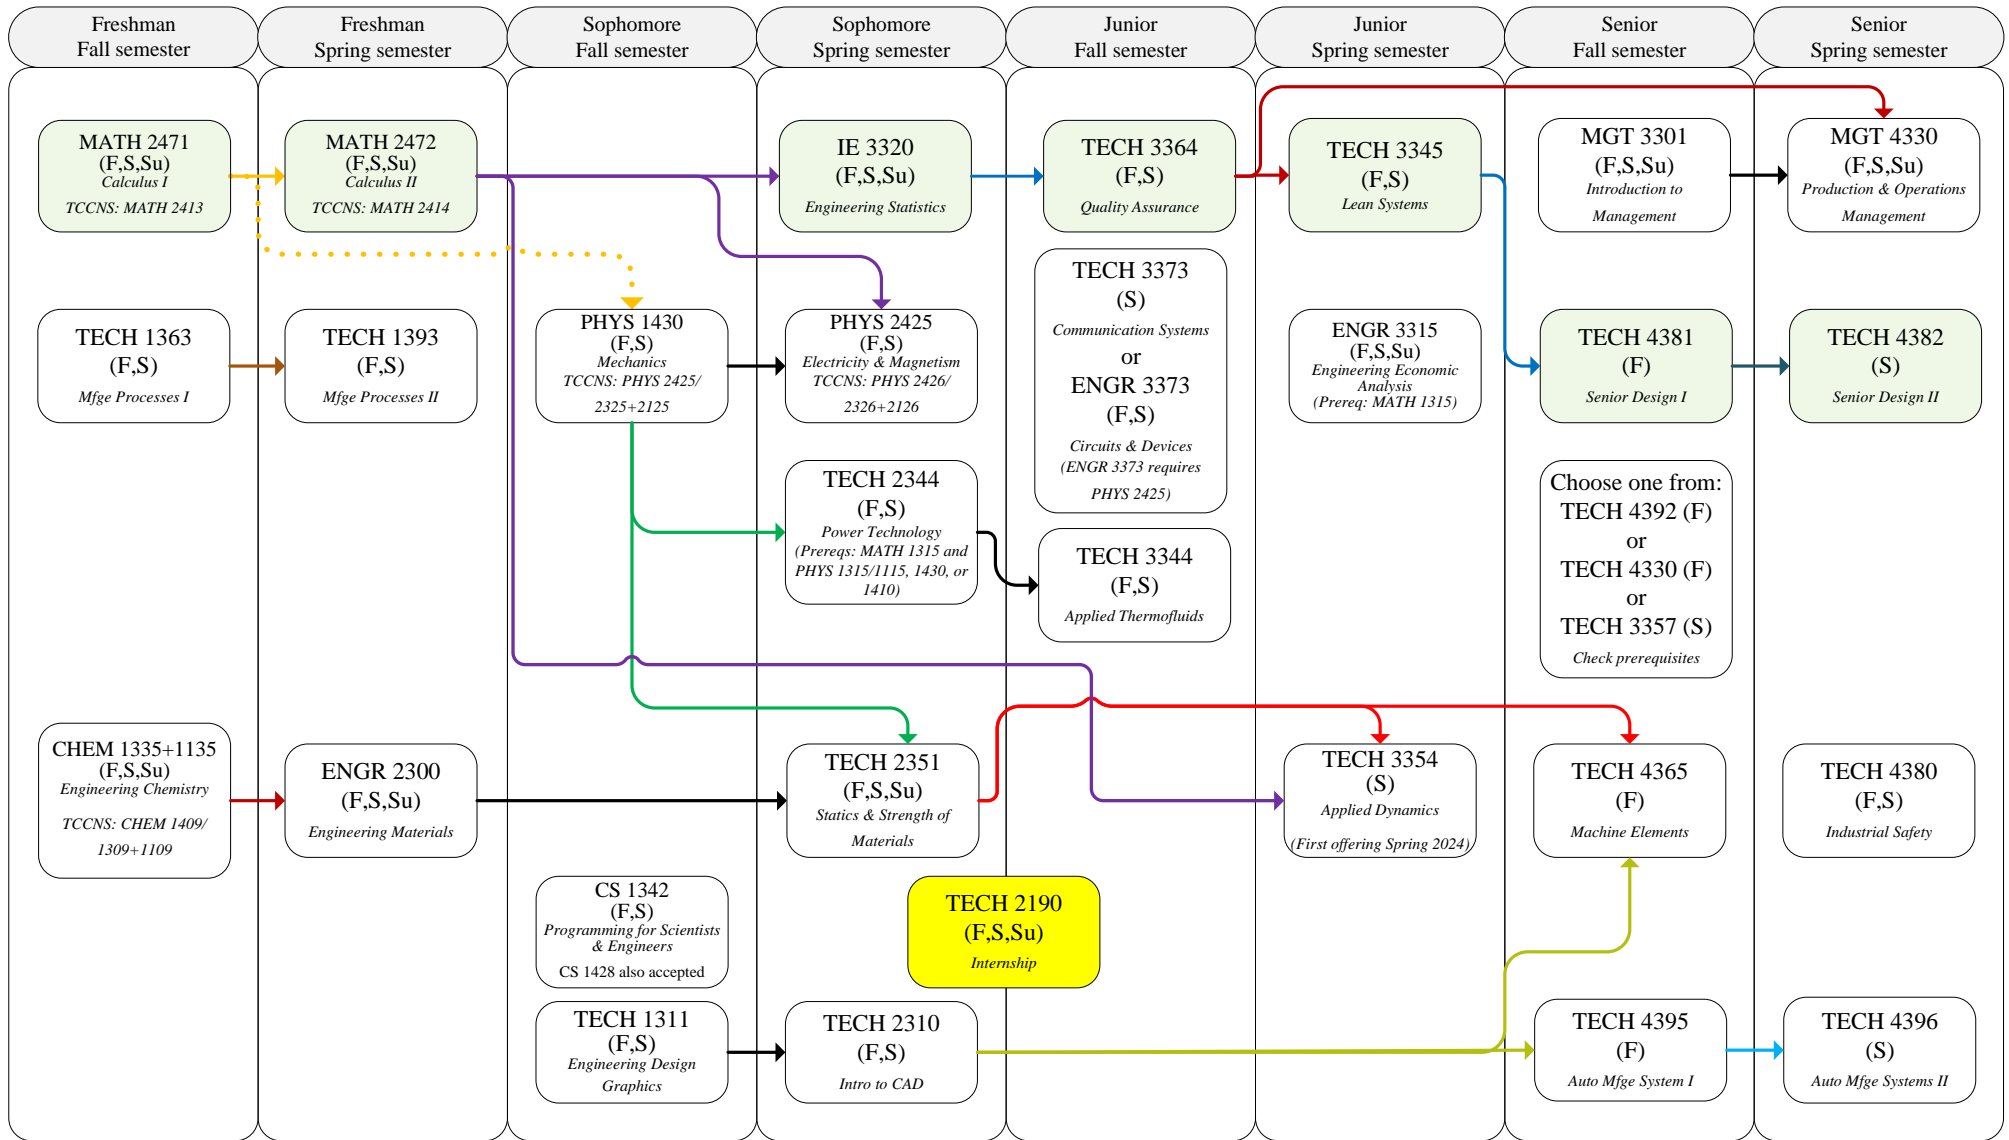 Freshman
Fall semester
Freshman
Spring semester
Sophomore
Fall semester
Sophomore
Spring semester
Junior
Fall semester
Junior
Spring semester
Senior
Fall semester
Senior
Spring semester
MATH 2471
(F,S,Su)
Calculus I
TCCNS: MATH 2413
MATH 2472
(F,S,Su)
Calculus II
TCCNS: MATH 2414
IE 3320
(F,S,Su)
Engineering Statistics
TECH 3364
(F,S)
Quality Assurance
TECH 3345
(F,S)
Lean Systems
MGT 3301
(F,S,Su)
Introduction to
Management
MGT 4330
(F,S,Su)
Production & Operations
Management
TECH 1363
(F,S)
Mfge Processes I
TECH 1393
(F,S)
Mfge Processes II
PHYS 1430
(F,S)
Mechanics
TCCNS: PHYS 2425/
2325+2125
PHYS 2425
(F,S)
Electricity & Magnetism
TCCNS: PHYS 2426/
2326+2126
TECH 3373
(S)
Communication Systems
or
ENGR 3373
(F,S)
Circuits & Devices
(ENGR 3373 requires
PHYS 2425)
ENGR 3315
(F,S,Su)
Engineering Economic
Analysis
(Prereq: MATH 1315)
TECH 4381
(F)
Senior Design I
TECH 4382
(S)
Senior Design II
TECH 2344
(F,S)
Power Technology
(Prereqs: MATH 1315 and
PHYS 1315/1115, 1430, or
1410)
TECH 3344
(F,S)
Applied Thermofluids
Choose one from:
TECH 4392 (F)
or
TECH 4330 (F)
or
TECH 3357 (S)
Check prerequisites
CHEM 1335+1135
(F,S,Su)
Engineering Chemistry
TCCNS: CHEM 1409/
1309+1109
ENGR 2300
(F,S,Su)
Engineering Materials
TECH 2351
(F,S,Su)
Statics & Strength of
Materials
TECH 3354
(S)
Applied Dynamics
(First offering Spring 2024)
TECH 4365
(F)
Machine Elements
TECH 4380
(F,S)
Industrial Safety
CS 1342
(F,S)
Programming for Scientists
& Engineers
CS 1428 also accepted
TECH 2190
(F,S,Su)
Internship
TECH 1311
(F,S)
Engineering Design
Graphics
TECH 2310
(F,S)
Intro to CAD
TECH 4395
(F)
Auto Mfge System I
TECH 4396
(S)
Auto Mfge Systems II